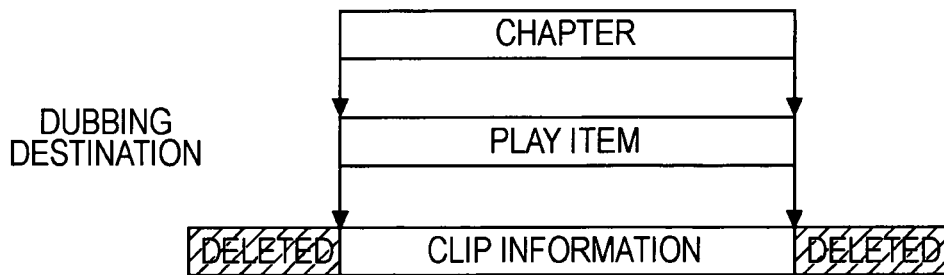 CHAPTER
DUBBING
DESTINATION
PLAY ITEM
DELETED CLIP INFORMATION DELETED